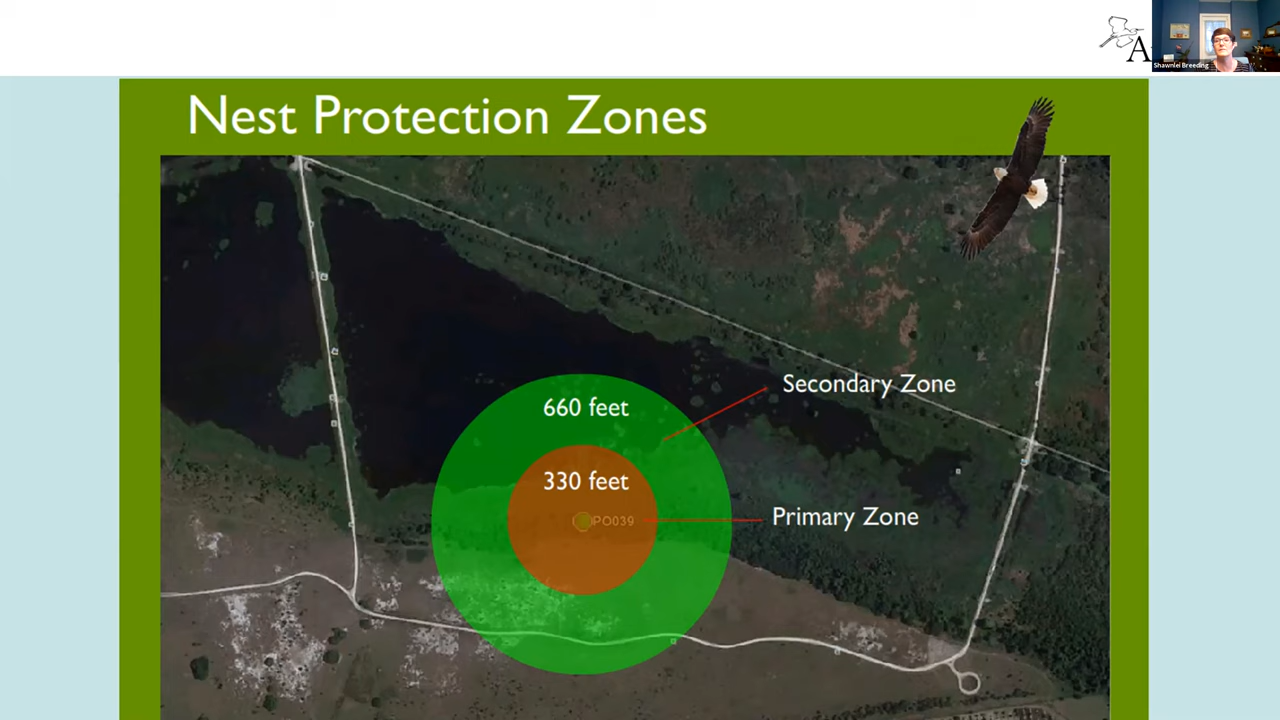 A
Shawnlei Breeding
Nest Protection Zones
Secondary Zone
660 feet
330 feet
PO039
Primary Zone